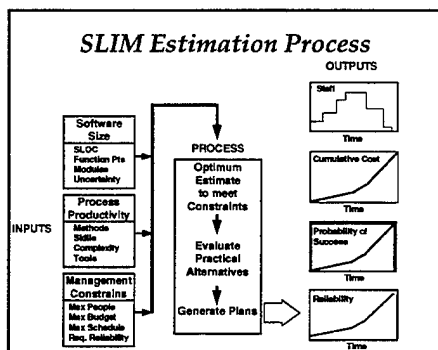 SLIM Estimation Process
OUTPUTS
INPUTS
Software
Size
SLOC
Function Pts
Modules
Uncertainty
Process
Productivity
Methods
Skills
Complexity
Tools
Management
Constrains
Max People
Max Budget
Max Schedule
Req. Reliability
PROCESS
Optimum
Estimate
to meet
Constraints
Evaluate
Practical
Alternatives
Generate Plans
Staff
Time
Cumulative Cost
Time
Probability of
Success
Time
Reliability
Time